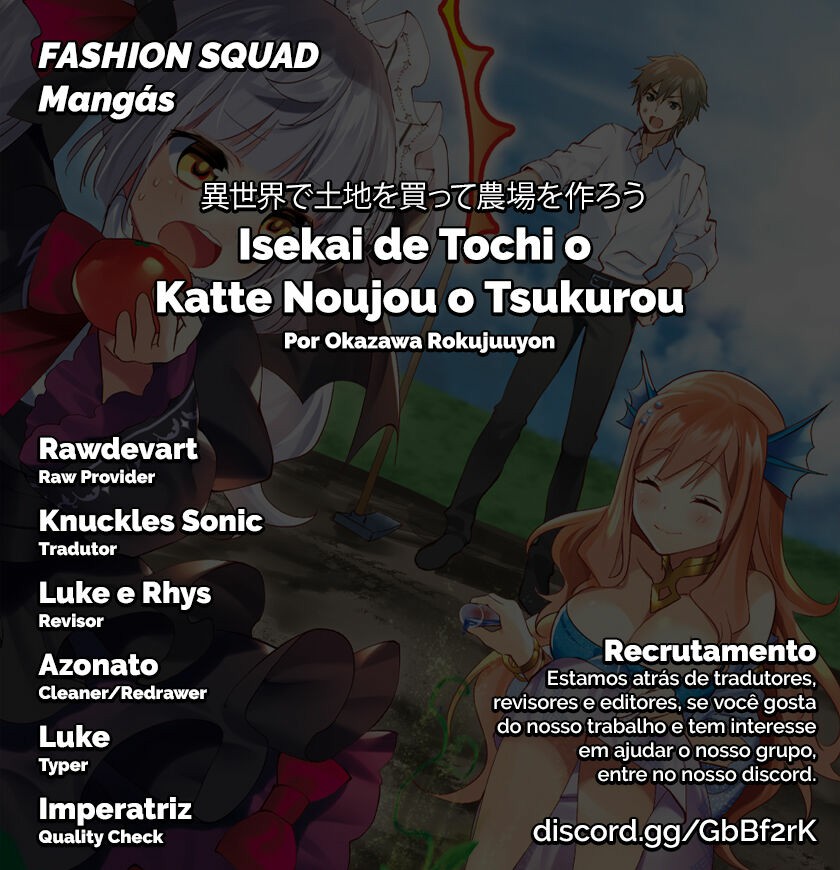 FASHION SQUAD
Mangás
異世界で土地を買って農場を作ろう
Isekai de Tochi o
Katte Noujou o Tsukurou
Por Okazawa Rokujuuyon
Rawdevart
Raw Provider
Knuckles Sonic
Tradutor
Luke e Rhys
Revisor
Azonato
Cleaner/Redrawer
Luke
Typer
Imperatriz
Quality Check
Recrutamento
Estamos atrás de tradutores,
revisores e editores, se você gosta
do nosso trabalho e tem interesse
em ajudar o nosso grupo,
entre no nosso discord.
discord.gg/GbBf2rK